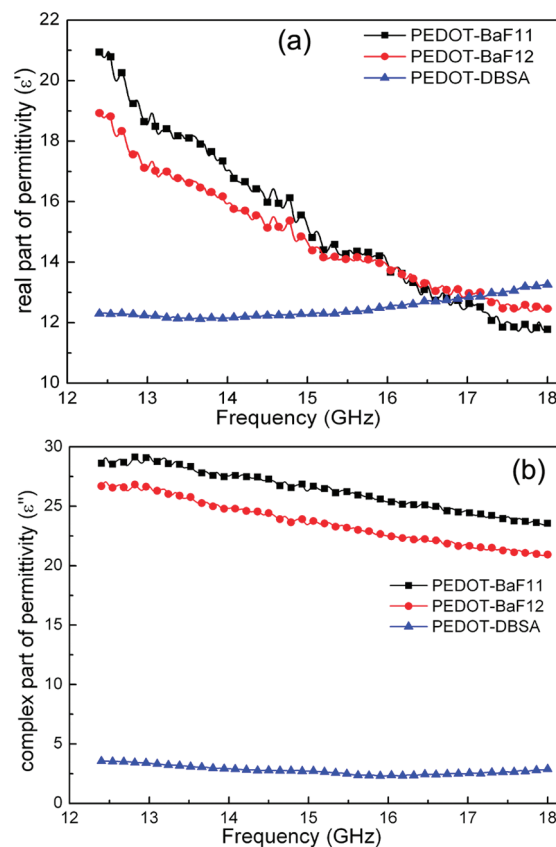 (a)
PEDOT-BaF11
PEDOT-BaF12
PEDOT-DBSA
real part of permittivity (ε')
22
20
18
16
14
12
10
12 13 14 15 16 17 18
Frequency (GHz)
(b)
30
25
20
15
10
5
0
PEDOT-BaF11
PEDOT-BaF12
PEDOT-DBSA
complex part of permittivity (ε")
12 13 14 15 16 17 18
Frequency (GHz)